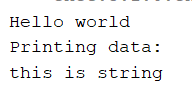 Hello world
Printing data:
this is string